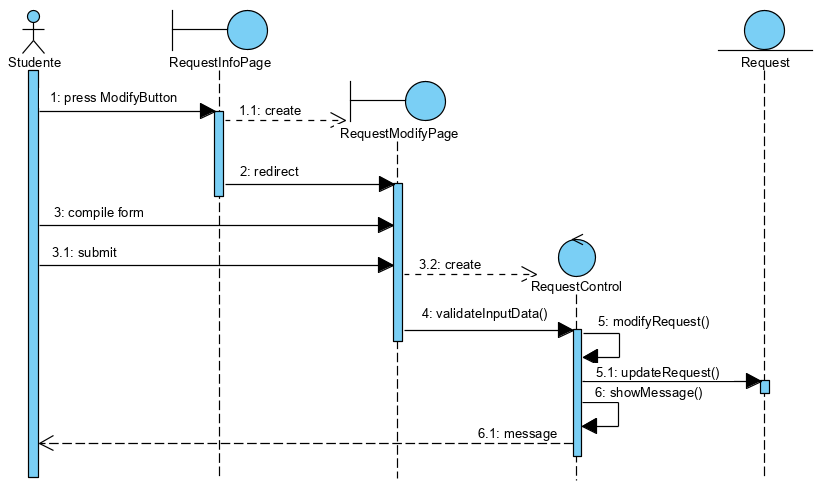 Studente
RequestInfoPage
Request
1: press ModifyButton
1.1: create
RequestModifyPage
2: redirect
3: compile form
3.1: submit
3.2: create
RequestControl
4: validateInputData()
5: modifyRequest()
5.1: updateRequest()
6: showMessage()
6.1: message